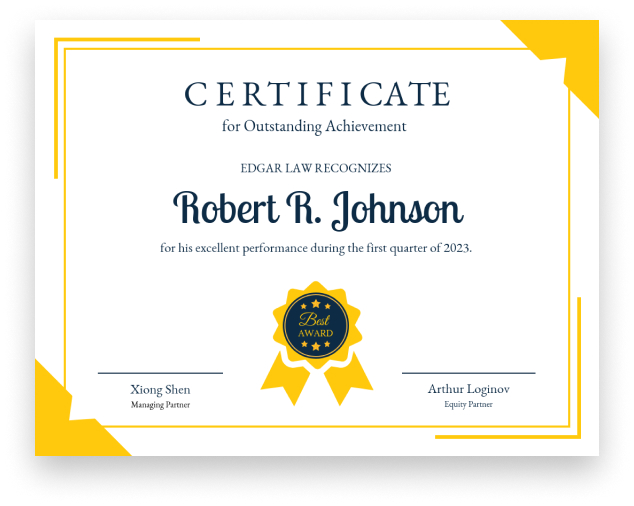 CERTIFICATE
for Outstanding Achievement
EDGAR LAW RECOGNIZES
Robert R. Johnson
for his excellent performance during the first quarter of 2023.
Best
AWARD
Xiong Shen
Managing Partner
Arthur Loginov
Equity Partner